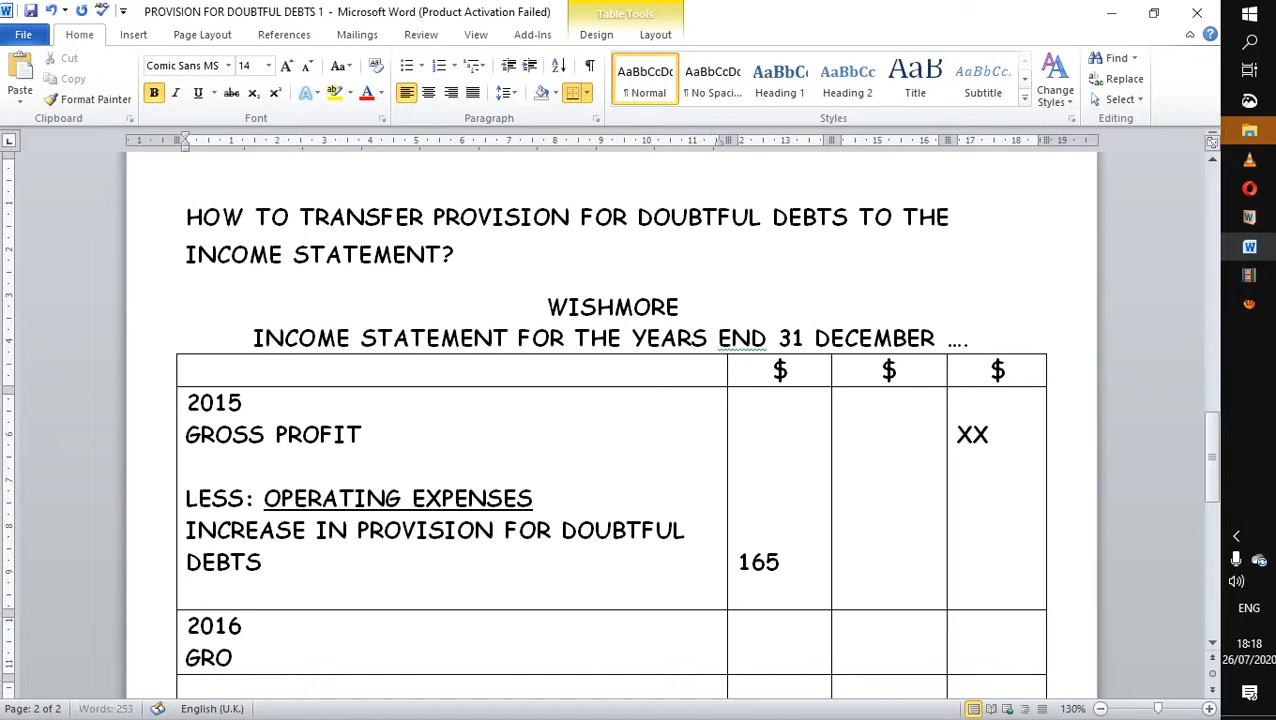 PROVISION FOR DOUBTFUL DEBTS 1 - Microsoft Word (Product Activation Failed)
Table Tools
File Home Insert Page Layout References Mailings Review View Add-Ins Design Layout
Paste
Cut
Copy
Format Painter
Clipboard
Comic Sans MS 14
Font
Paragraph
AaBbCcDc AaBbCcDc AaBbCc AaBbCc AaB AaBbCcDc
¶ Normal ¶ No Spaci... Heading 1 Heading 2 Title Subtitle
Change Styles
Styles
Find
Replace
Select
Editing
HOW TO TRANSFER PROVISION FOR DOUBTFUL DEBTS TO THE
INCOME STATEMENT?
WISHMORE
INCOME STATEMENT FOR THE YEARS END 31 DECEMBER ....
$ $ $
2015
GROSS PROFIT XX
LESS: OPERATING EXPENSES
INCREASE IN PROVISION FOR DOUBTFUL
DEBTS 165
2016
GRO
Page: 2 of 2 Words: 253 English (U.K.) 130%
ENG
18:18
26/07/2020